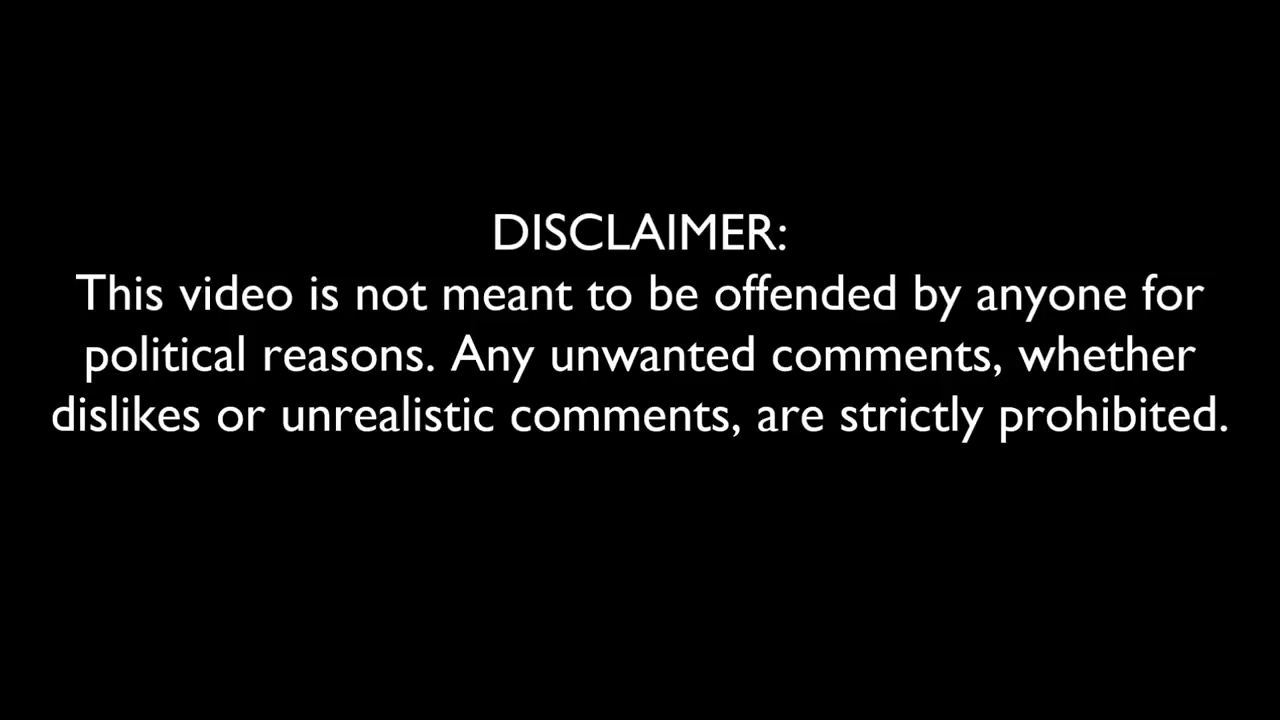 DISCLAIMER:
This video is not meant to be offended by anyone for
political reasons. Any unwanted comments, whether
dislikes or unrealistic comments, are strictly prohibited.